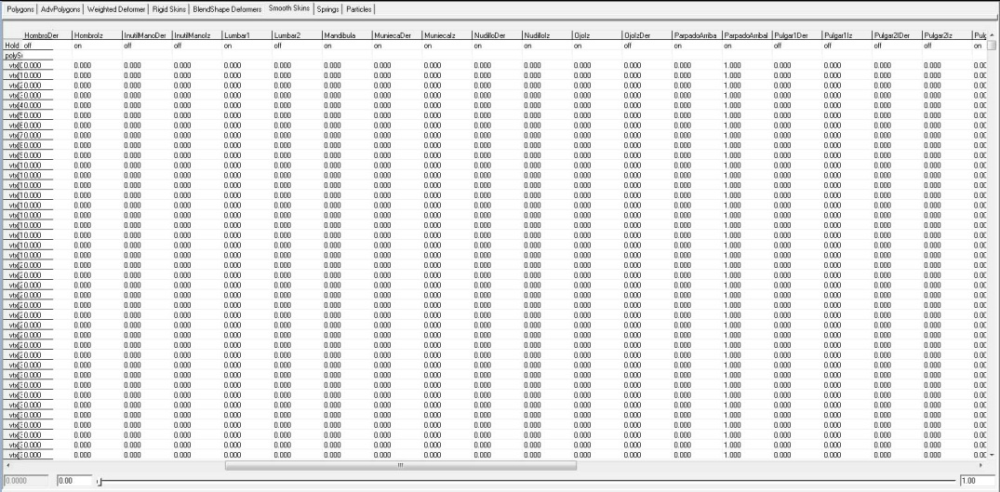 Polygons | AdvPolygons | Weighted Deformer | Rigid Skins | BlendShape Deformers | Smooth Skins | Springs | Particles
HombroDer HombroIz InutilManoDer InutilManoIz Lumbar1 Lumbar2 Mandibula MuniecaDer MuniecaIz NudilloDer NudilloIz OjoIz OjoIzDer ParpadoArriba ParpadoArribaI Pulgar1Der Pulgar1Iz Pulgar2IDer Pulgar2Iz Pulg
Hold off on off off on off on on on on on on off on on off off off off on
polyS
vtx[0 0.000 0.000 0.000 0.000 0.000 0.000 0.000 0.000 0.000 0.000 0.000 0.000 0.000 0.000 1.000 0.000 0.000 0.000 0.000 0.00
vtx[1 0.000 0.000 0.000 0.000 0.000 0.000 0.000 0.000 0.000 0.000 0.000 0.000 0.000 0.000 1.000 0.000 0.000 0.000 0.000 0.00
vtx[2 0.000 0.000 0.000 0.000 0.000 0.000 0.000 0.000 0.000 0.000 0.000 0.000 0.000 0.000 1.000 0.000 0.000 0.000 0.000 0.00
vtx[3 0.000 0.000 0.000 0.000 0.000 0.000 0.000 0.000 0.000 0.000 0.000 0.000 0.000 0.000 1.000 0.000 0.000 0.000 0.000 0.00
vtx[4 0.000 0.000 0.000 0.000 0.000 0.000 0.000 0.000 0.000 0.000 0.000 0.000 0.000 0.000 1.000 0.000 0.000 0.000 0.000 0.00
vtx[5 0.000 0.000 0.000 0.000 0.000 0.000 0.000 0.000 0.000 0.000 0.000 0.000 0.000 0.000 1.000 0.000 0.000 0.000 0.000 0.00
vtx[6 0.000 0.000 0.000 0.000 0.000 0.000 0.000 0.000 0.000 0.000 0.000 0.000 0.000 0.000 1.000 0.000 0.000 0.000 0.000 0.00
vtx[7 0.000 0.000 0.000 0.000 0.000 0.000 0.000 0.000 0.000 0.000 0.000 0.000 0.000 0.000 1.000 0.000 0.000 0.000 0.000 0.00
vtx[8 0.000 0.000 0.000 0.000 0.000 0.000 0.000 0.000 0.000 0.000 0.000 0.000 0.000 0.000 1.000 0.000 0.000 0.000 0.000 0.00
vtx[9 0.000 0.000 0.000 0.000 0.000 0.000 0.000 0.000 0.000 0.000 0.000 0.000 0.000 0.000 1.000 0.000 0.000 0.000 0.000 0.00
vtx[1 0.000 0.000 0.000 0.000 0.000 0.000 0.000 0.000 0.000 0.000 0.000 0.000 0.000 0.000 1.000 0.000 0.000 0.000 0.000 0.00
vtx[1 0.000 0.000 0.000 0.000 0.000 0.000 0.000 0.000 0.000 0.000 0.000 0.000 0.000 0.000 1.000 0.000 0.000 0.000 0.000 0.00
vtx[1 0.000 0.000 0.000 0.000 0.000 0.000 0.000 0.000 0.000 0.000 0.000 0.000 0.000 0.000 1.000 0.000 0.000 0.000 0.000 0.00
vtx[1 0.000 0.000 0.000 0.000 0.000 0.000 0.000 0.000 0.000 0.000 0.000 0.000 0.000 0.000 1.000 0.000 0.000 0.000 0.000 0.00
vtx[1 0.000 0.000 0.000 0.000 0.000 0.000 0.000 0.000 0.000 0.000 0.000 0.000 0.000 0.000 1.000 0.000 0.000 0.000 0.000 0.00
vtx[1 0.000 0.000 0.000 0.000 0.000 0.000 0.000 0.000 0.000 0.000 0.000 0.000 0.000 0.000 1.000 0.000 0.000 0.000 0.000 0.00
vtx[1 0.000 0.000 0.000 0.000 0.000 0.000 0.000 0.000 0.000 0.000 0.000 0.000 0.000 0.000 1.000 0.000 0.000 0.000 0.000 0.00
vtx[1 0.000 0.000 0.000 0.000 0.000 0.000 0.000 0.000 0.000 0.000 0.000 0.000 0.000 0.000 1.000 0.000 0.000 0.000 0.000 0.00
vtx[1 0.000 0.000 0.000 0.000 0.000 0.000 0.000 0.000 0.000 0.000 0.000 0.000 0.000 0.000 1.000 0.000 0.000 0.000 0.000 0.00
vtx[1 0.000 0.000 0.000 0.000 0.000 0.000 0.000 0.000 0.000 0.000 0.000 0.000 0.000 0.000 1.000 0.000 0.000 0.000 0.000 0.00
vtx[2 0.000 0.000 0.000 0.000 0.000 0.000 0.000 0.000 0.000 0.000 0.000 0.000 0.000 0.000 1.000 0.000 0.000 0.000 0.000 0.00
vtx[2 0.000 0.000 0.000 0.000 0.000 0.000 0.000 0.000 0.000 0.000 0.000 0.000 0.000 0.000 1.000 0.000 0.000 0.000 0.000 0.00
vtx[2 0.000 0.000 0.000 0.000 0.000 0.000 0.000 0.000 0.000 0.000 0.000 0.000 0.000 0.000 1.000 0.000 0.000 0.000 0.000 0.00
vtx[2 0.000 0.000 0.000 0.000 0.000 0.000 0.000 0.000 0.000 0.000 0.000 0.000 0.000 0.000 1.000 0.000 0.000 0.000 0.000 0.00
vtx[2 0.000 0.000 0.000 0.000 0.000 0.000 0.000 0.000 0.000 0.000 0.000 0.000 0.000 0.000 1.000 0.000 0.000 0.000 0.000 0.00
vtx[2 0.000 0.000 0.000 0.000 0.000 0.000 0.000 0.000 0.000 0.000 0.000 0.000 0.000 0.000 1.000 0.000 0.000 0.000 0.000 0.00
vtx[2 0.000 0.000 0.000 0.000 0.000 0.000 0.000 0.000 0.000 0.000 0.000 0.000 0.000 0.000 1.000 0.000 0.000 0.000 0.000 0.00
vtx[2 0.000 0.000 0.000 0.000 0.000 0.000 0.000 0.000 0.000 0.000 0.000 0.000 0.000 0.000 1.000 0.000 0.000 0.000 0.000 0.00
vtx[2 0.000 0.000 0.000 0.000 0.000 0.000 0.000 0.000 0.000 0.000 0.000 0.000 0.000 0.000 1.000 0.000 0.000 0.000 0.000 0.00
vtx[2 0.000 0.000 0.000 0.000 0.000 0.000 0.000 0.000 0.000 0.000 0.000 0.000 0.000 0.000 1.000 0.000 0.000 0.000 0.000 0.00
vtx[3 0.000 0.000 0.000 0.000 0.000 0.000 0.000 0.000 0.000 0.000 0.000 0.000 0.000 0.000 1.000 0.000 0.000 0.000 0.000 0.00
vtx[3 0.000 0.000 0.000 0.000 0.000 0.000 0.000 0.000 0.000 0.000 0.000 0.000 0.000 0.000 1.000 0.000 0.000 0.000 0.000 0.00
vtx[3 0.000 0.000 0.000 0.000 0.000 0.000 0.000 0.000 0.000 0.000 0.000 0.000 0.000 0.000 1.000 0.000 0.000 0.000 0.000 0.00
vtx[3 0.000 0.000 0.000 0.000 0.000 0.000 0.000 0.000 0.000 0.000 0.000 0.000 0.000 0.000 1.000 0.000 0.000 0.000 0.000 0.00
vtx[3 0.000 0.000 0.000 0.000 0.000 0.000 0.000 0.000 0.000 0.000 0.000 0.000 0.000 0.000 1.000 0.000 0.000 0.000 0.000 0.00
vtx[3 0.000 0.000 0.000 0.000 0.000 0.000 0.000 0.000 0.000 0.000 0.000 0.000 0.000 0.000 1.000 0.000 0.000 0.000 0.000 0.00
vtx[3 0.000 0.000 0.000 0.000 0.000 0.000 0.000 0.000 0.000 0.000 0.000 0.000 0.000 0.000 1.000 0.000 0.000 0.000 0.000 0.00
vtx[3 0.000 0.000 0.000 0.000 0.000 0.000 0.000 0.000 0.000 0.000 0.000 0.000 0.000 0.000 1.000 0.000 0.000 0.000 0.000 0.00
vtx[3 0.000 0.000 0.000 0.000 0.000 0.000 0.000 0.000 0.000 0.000 0.000 0.000 0.000 0.000 1.000 0.000 0.000 0.000 0.000 0.00
vtx[3 0.000 0.000 0.000 0.000 0.000 0.000 0.000 0.000 0.000 0.000 0.000 0.000 0.000 0.000 1.000 0.000 0.000 0.000 0.000 0.00
0.0000 0.00 1.00